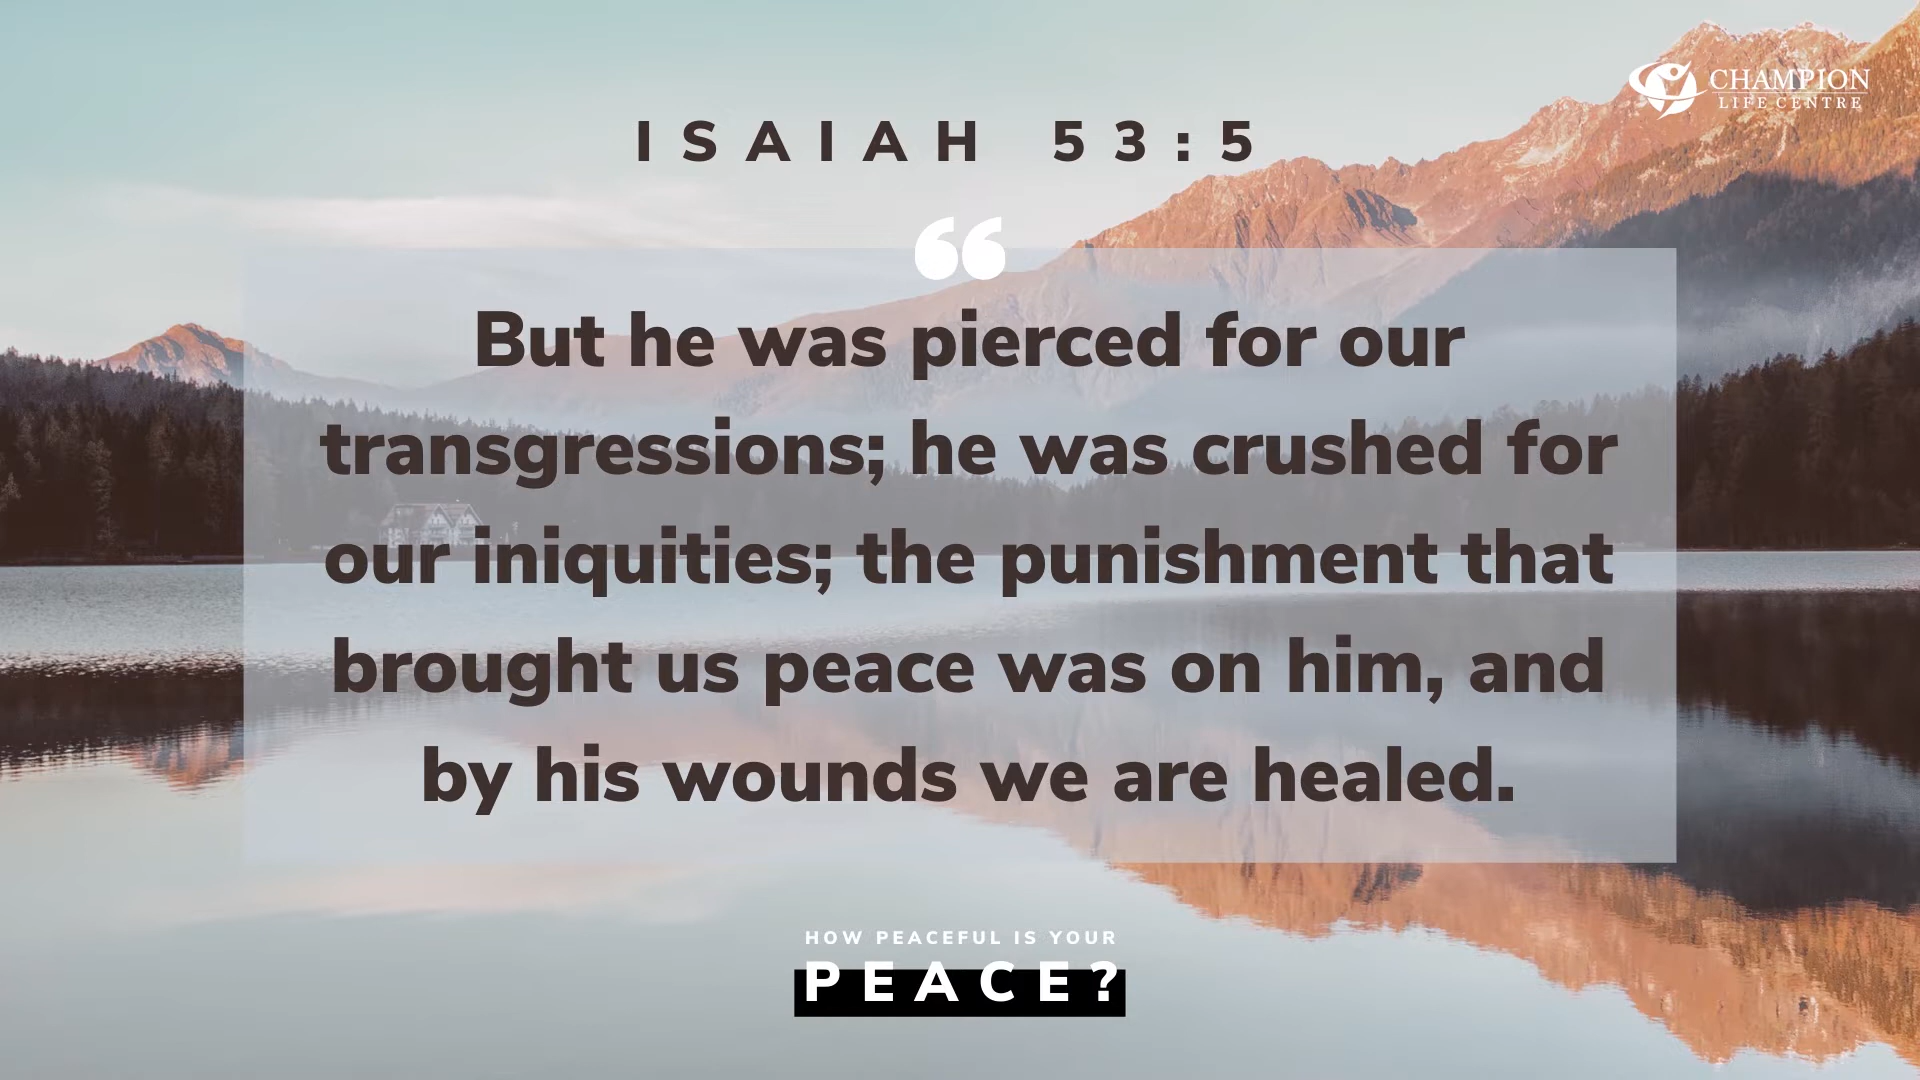 CHAMPION
LIFE CENTRE
ISAIAH 53:5
“
But he was pierced for our
transgressions; he was crushed for
our iniquities; the punishment that
brought us peace was on him, and
by his wounds we are healed.
HOW PEACEFUL IS YOUR
PEACE?